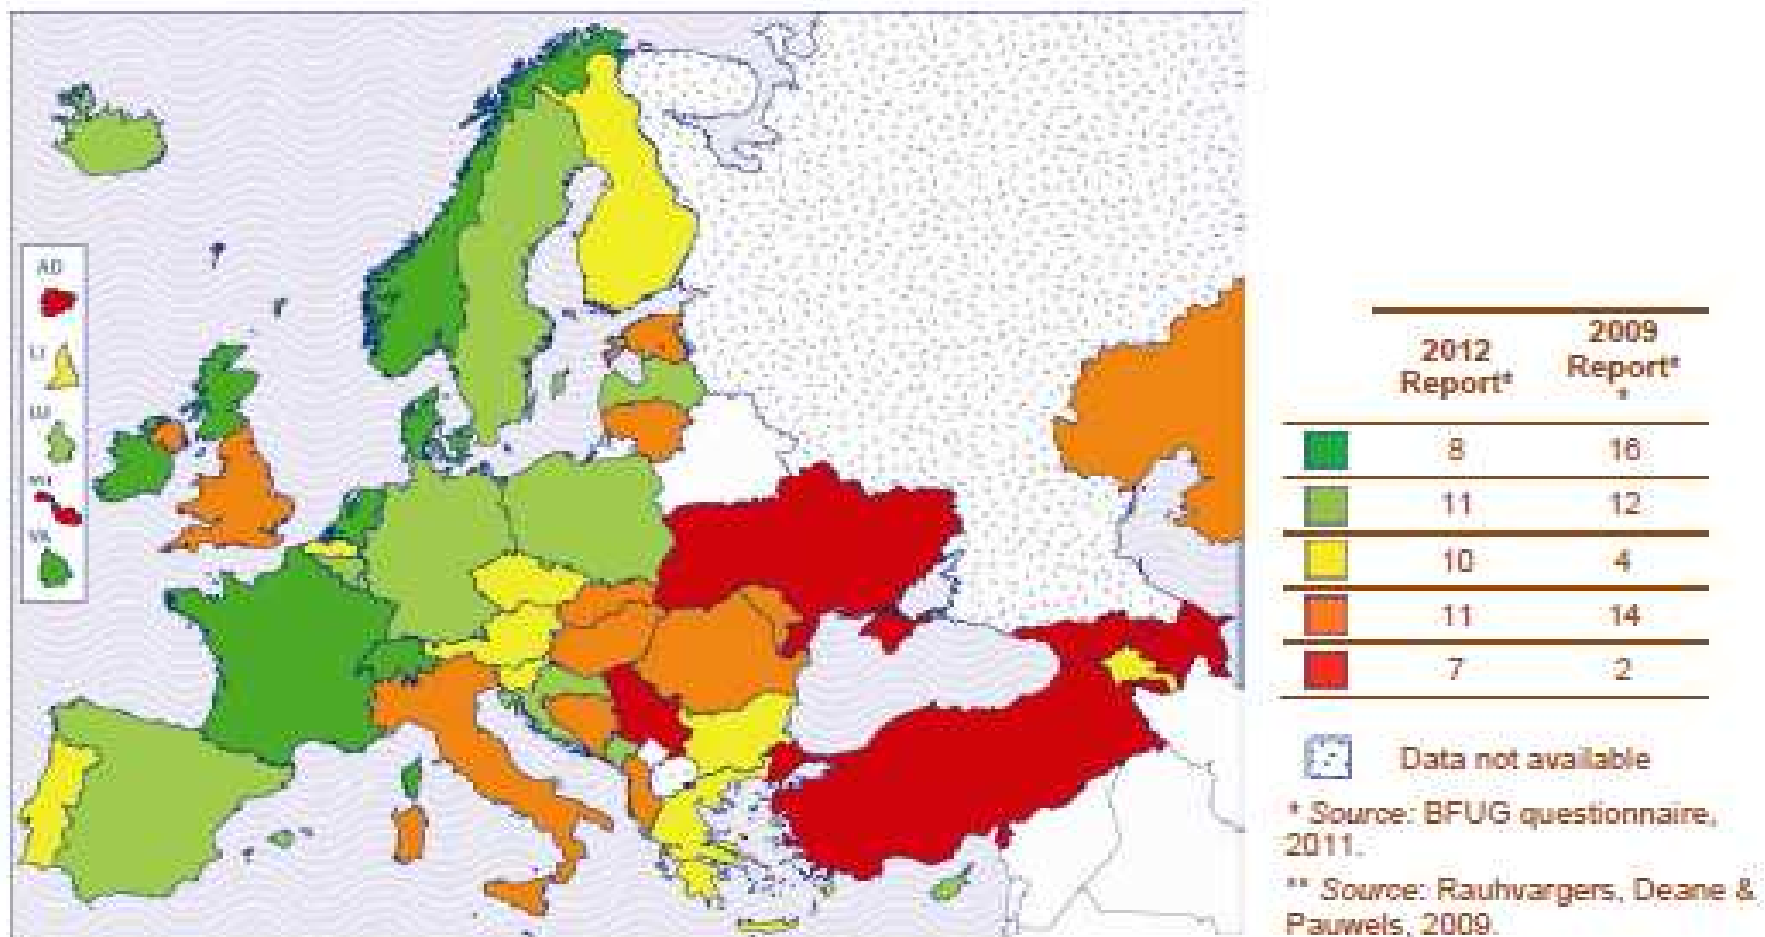 AD
LI
LU
MT
VA
2012
Report*
2009
Report*
*
8 16
11 12
10 4
11 14
7 2
Data not available
* Source: BFUG questionnaire,
2011.
** Source: Rauhvargers, Deane &
Pauwels, 2009.